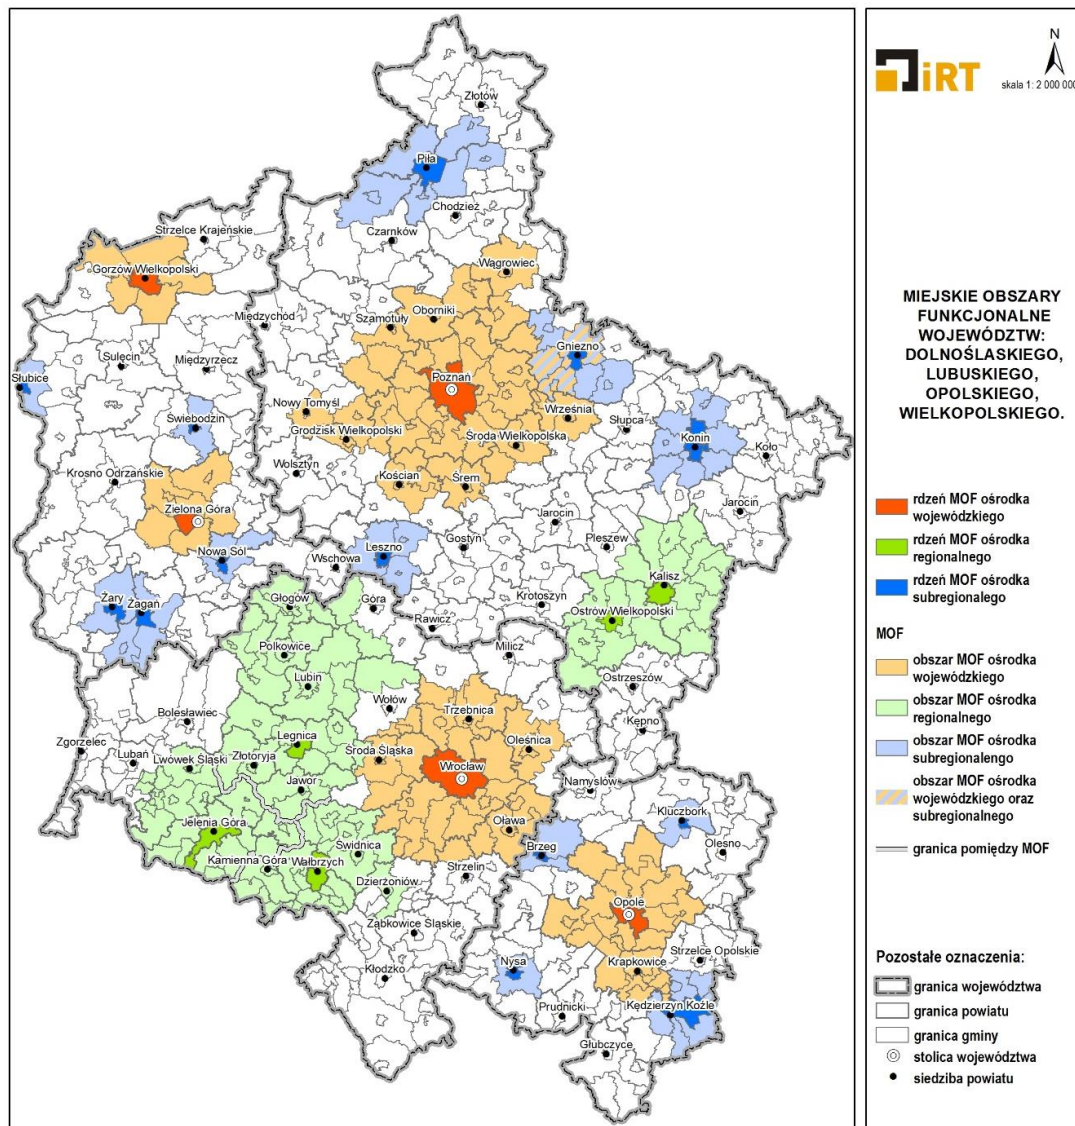 Złotów
Piła
Chodzież
Czarnków
Strzelce Krajeńskie
Gorzów Wielkopolski
Wągrowiec
Oborniki
Międzychód
Szamotuły
Gniezno
Sulęcin
Międzyrzecz
Słubice
Poznań
Nowy Tomyśl
Września
Świebodzin
Grodzisk Wielkopolski
Środa Wielkopolska
Słupca
Konin
Koło
Krosno Odrzańskie
Wolsztyn
Kościan
Śrem
Zielona Góra
Jarocin
Jarocin
Nowa Sól
Leszno
Gostyń
Pleszew
Wschowa
Kalisz
Żary
Żagań
Głogów
Góra
Krotoszyn
Ostrów Wielkopolski
Rawicz
Polkowice
Milicz
Lubin
Ostrzeszów
Wołów
Trzebnica
Bolesławiec
Kępno
Zgorzelec
Lubań
Legnica
Środa Śląska
Oleśnica
Lwówek Śląski
Złotoryja
Wrocław
Jawor
Namysłów
Kluczbork
Jelenia Góra
Oława
Świdnica
Brzeg
Olesno
Kamienna Góra
Wałbrzych
Strzelin
Dzierżoniów
Opole
Ząbkowice Śląskie
Strzelce Opolskie
Nysa
Krapkowice
Kłodzko
Kędzierzyn Koźle
Prudnicki
Głubczyce
iRT
N
skala 1: 2 000 000
MIEJSKIE OBSZARY
FUNKCJONALNE
WOJEWÓDZTW:
DOLNOŚLASKIEGO,
LUBUSKIEGO,
OPOLSKIEGO,
WIELKOPOLSKIEGO.
rdzeń MOF ośrodka
wojewódzkiego
rdzeń MOF ośrodka
regionalnego
rdzeń MOF ośrodka
subregionalego
MOF
obszar MOF ośrodka
wojewódzkiego
obszar MOF ośrodka
regionalnego
obszar MOF ośrodka
subregionalengo
obszar MOF ośrodka
wojewódzkiego oraz
subregionalnego
granica pomiędzy MOF
Pozostałe oznaczenia:
granica województwa
granica powiatu
granica gminy
stolica województwa
siedziba powiatu